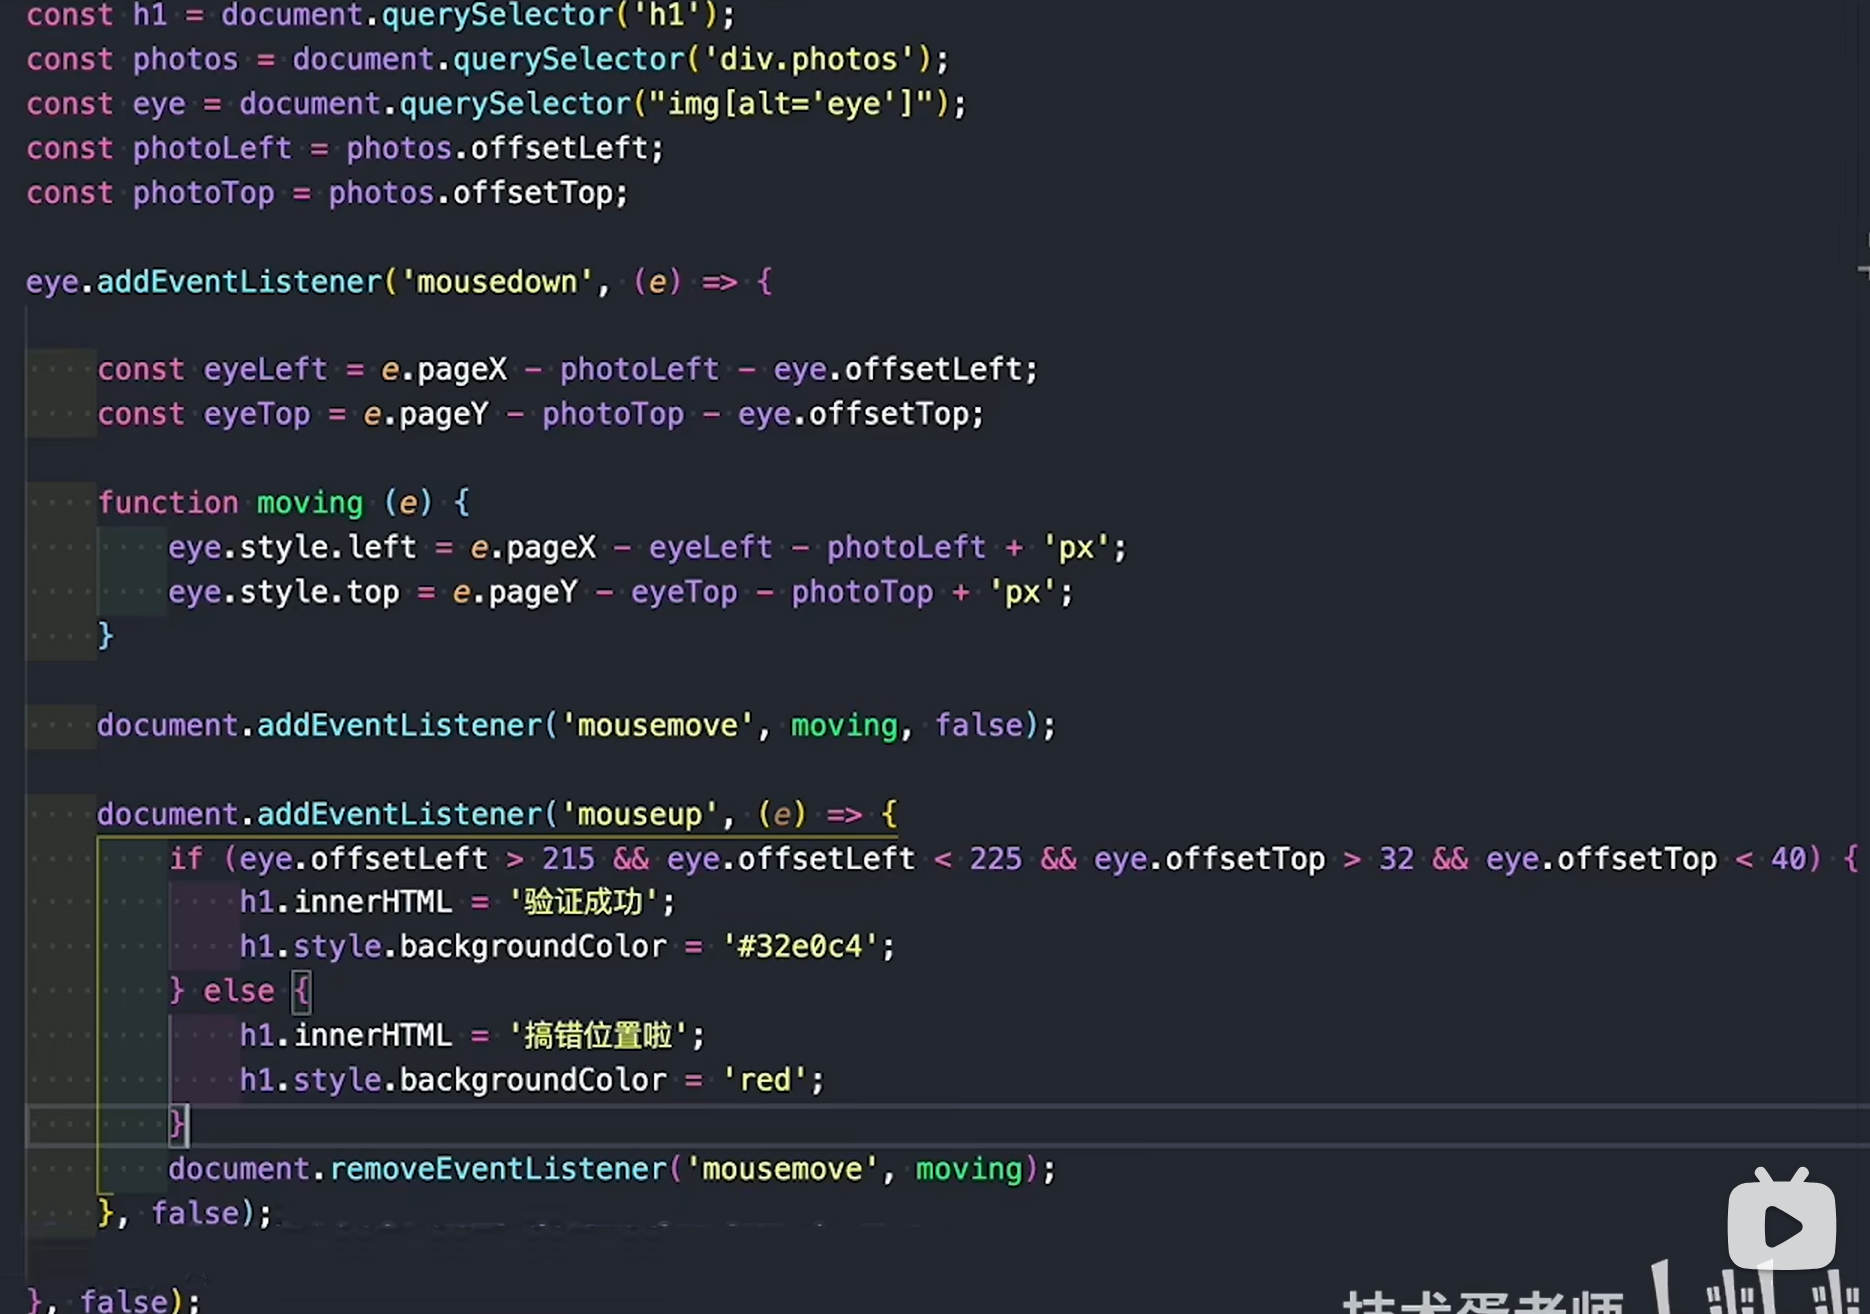 const h1 = document.querySelector('h1');
const photos = document.querySelector('div.photos');
const eye = document.querySelector("img[alt='eye']");
const photoLeft = photos.offsetLeft;
const photoTop = photos.offsetTop;
eye.addEventListener('mousedown', (e) => {
const eyeLeft = e.pageX - photoLeft - eye.offsetLeft;
const eyeTop = e.pageY - photoTop - eye.offsetTop;
function moving (e) {
eye.style.left = e.pageX - eyeLeft - photoLeft + 'px';
eye.style.top = e.pageY - eyeTop - photoTop + 'px';
}
document.addEventListener('mousemove', moving, false);
document.addEventListener('mouseup', (e) => {
if (eye.offsetLeft > 215 && eye.offsetLeft < 225 && eye.offsetTop > 32 && eye.offsetTop < 40) {
h1.innerHTML = '验证成功';
h1.style.backgroundColor = '#32e0c4';
} else {
h1.innerHTML = '搞错位置啦';
h1.style.backgroundColor = 'red';
}
document.removeEventListener('mousemove', moving);
}, false);
}, false);
技术蛋老师